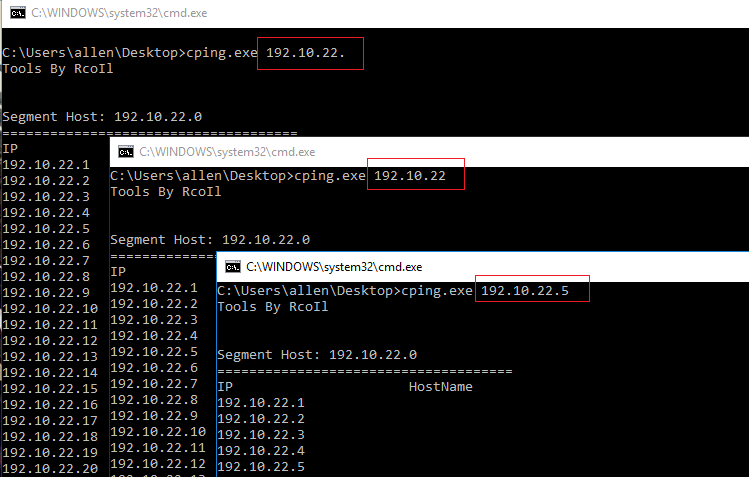 C:\WINDOWS\system32\cmd.exe
C:\Users\allen\Desktop>cping.exe 192.10.22.
Tools By RcoIl
Segment Host: 192.10.22.0
=====================================
IP
192.10.22.1
192.10.22.2
192.10.22.3
192.10.22.4
192.10.22.5
192.10.22.6
192.10.22.7
192.10.22.8
192.10.22.9
192.10.22.10
192.10.22.11
192.10.22.12
192.10.22.13
192.10.22.14
192.10.22.15
192.10.22.16
192.10.22.17
192.10.22.18
192.10.22.19
192.10.22.20
C:\WINDOWS\system32\cmd.exe
C:\Users\allen\Desktop>cping.exe 192.10.22
Tools By RcoIl
Segment Host: 192.10.22.0
=============
IP
192.10.22.1
192.10.22.2
192.10.22.3
192.10.22.4
192.10.22.5
192.10.22.6
192.10.22.7
192.10.22.8
192.10.22.9
192.10.22.10
192.10.22.11
192.10.22.12
C:\WINDOWS\system32\cmd.exe
C:\Users\allen\Desktop>cping.exe 192.10.22.5
Tools By RcoIl
Segment Host: 192.10.22.0
=====================================
IP HostName
192.10.22.1
192.10.22.2
192.10.22.3
192.10.22.4
192.10.22.5